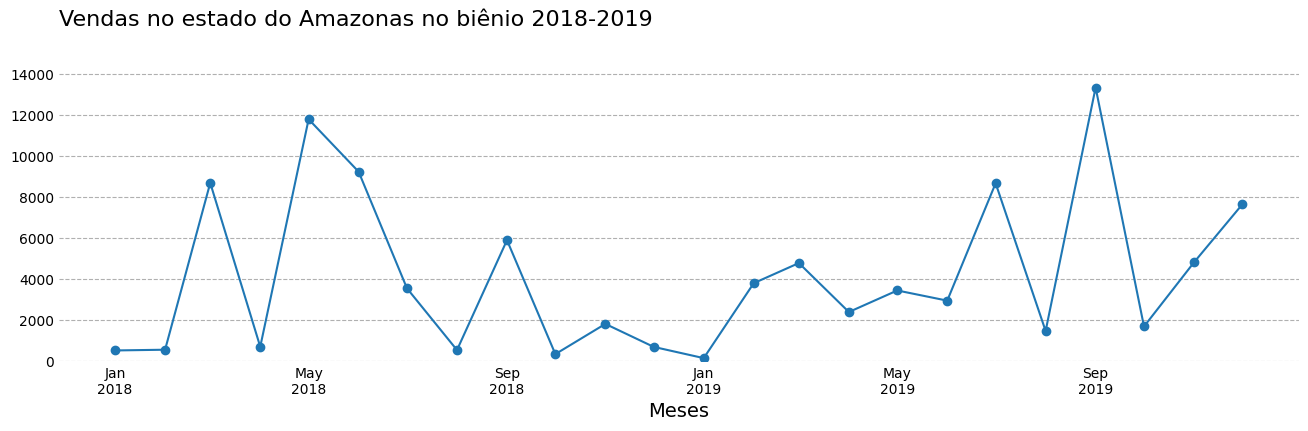 Vendas no estado do Amazonas no biênio 2018-2019
14000
12000
10000
8000
6000
4000
2000
0
Jan
2018
May
2018
Sep
2018
Jan
2019
May
2019
Sep
2019
Meses